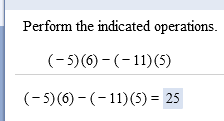 Perform the indicated operations.
(-5)(6)-(-11)(5)
(-5)(6)-(-11)(5) = 25